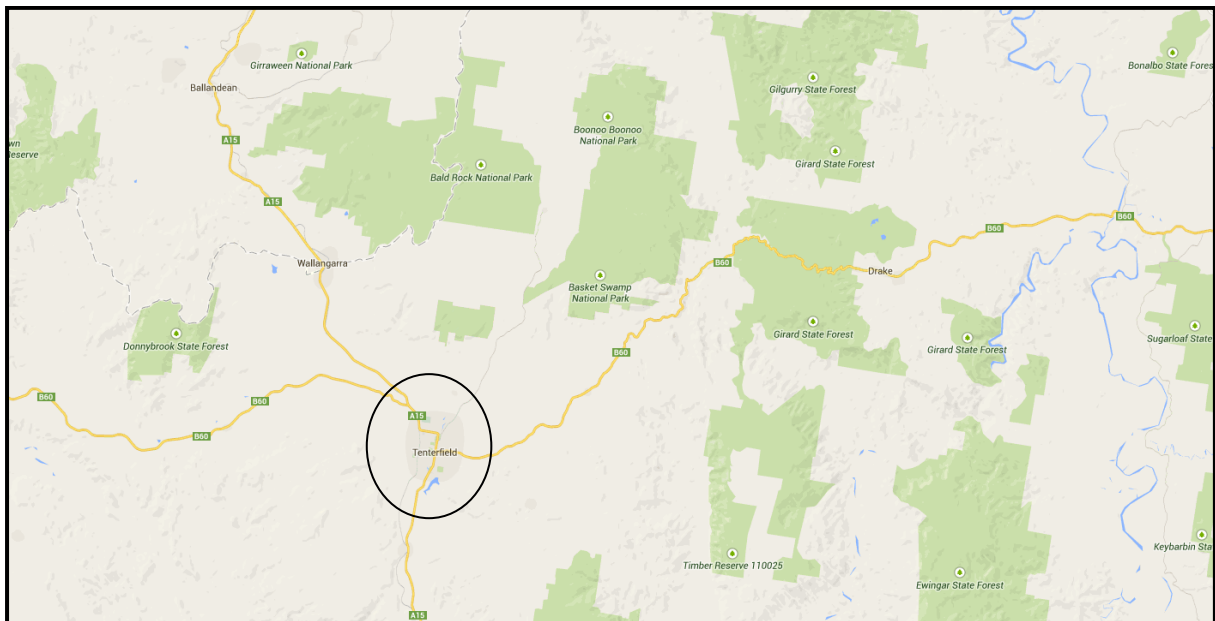 Girraween National Park
Bonalbo State Fores
Ballandean
Gilgurry State Forest
Boonoo Boonoo
National Park
A15
wn
Reserve
Girard State Forest
Bald Rock National Park
A15
B60
B60
Wallangarra
B60
Drake
Basket Swamp
National Park
Donnybrook State Forest
Girard State Forest
Girard State Forest
Sugarloaf State
B60
B60
B60
A15
B60
Tenterfield
Keybarbin Sta
Timber Reserve 110025
Ewingar State Forest
A15